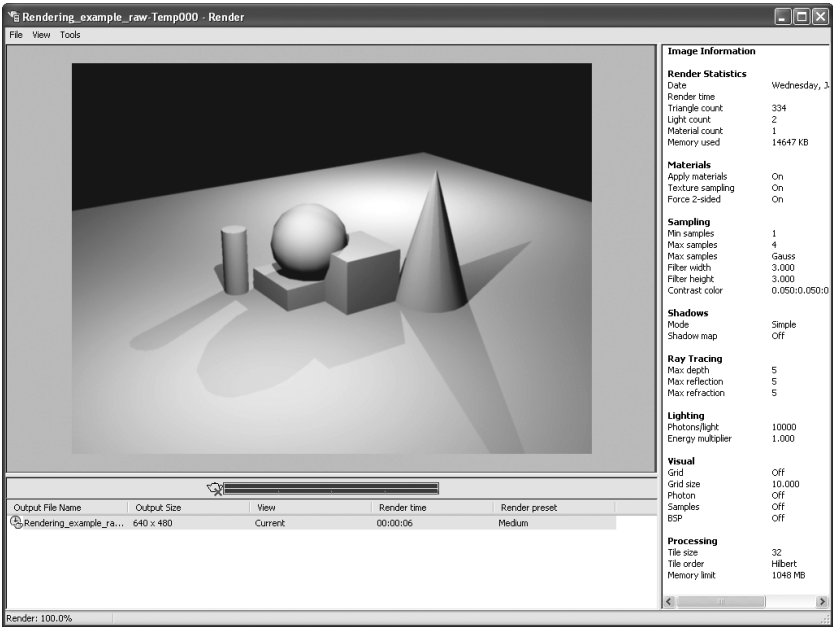 Rendering_example_raw-Temp000 - Render
File View Tools
Image Information
Render Statistics
Date Wednesday, J
Render time
Triangle count 334
Light count 2
Material count 1
Memory used 14647 KB
Materials
Apply materials On
Texture sampling On
Force 2-sided On
Sampling
Min samples 1
Max samples 4
Max samples Gauss
Filter width 3.000
Filter height 3.000
Contrast color 0.050:0.050:0
Shadows
Mode Simple
Shadow map Off
Ray Tracing
Max depth 5
Max reflection 5
Max refraction 5
Lighting
Photons/light 10000
Energy multiplier 1.000
Visual
Grid Off
Grid size 10.000
Photon Off
Samples Off
BSP Off
Processing
Tile size 32
Tile order Hilbert
Memory limit 1048 MB
Output File Name Output Size View Render time Render preset
Rendering_example_ra... 640 x 480 Current 00:00:06 Medium
Render: 100.0%